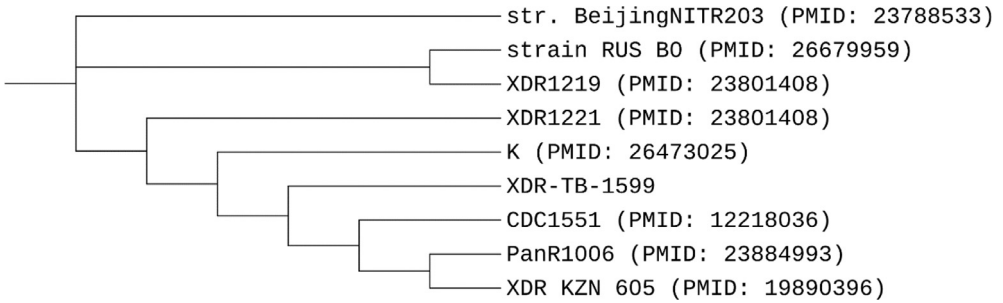 str. BeijingNITR203 (PMID: 23788533)
strain RUS B0 (PMID: 26679959)
XDR1219 (PMID: 23801408)
XDR1221 (PMID: 23801408)
K (PMID: 26473025)
XDR-TB-1599
CDC1551 (PMID: 12218036)
PanR1006 (PMID: 23884993)
XDR KZN 605 (PMID: 19890396)